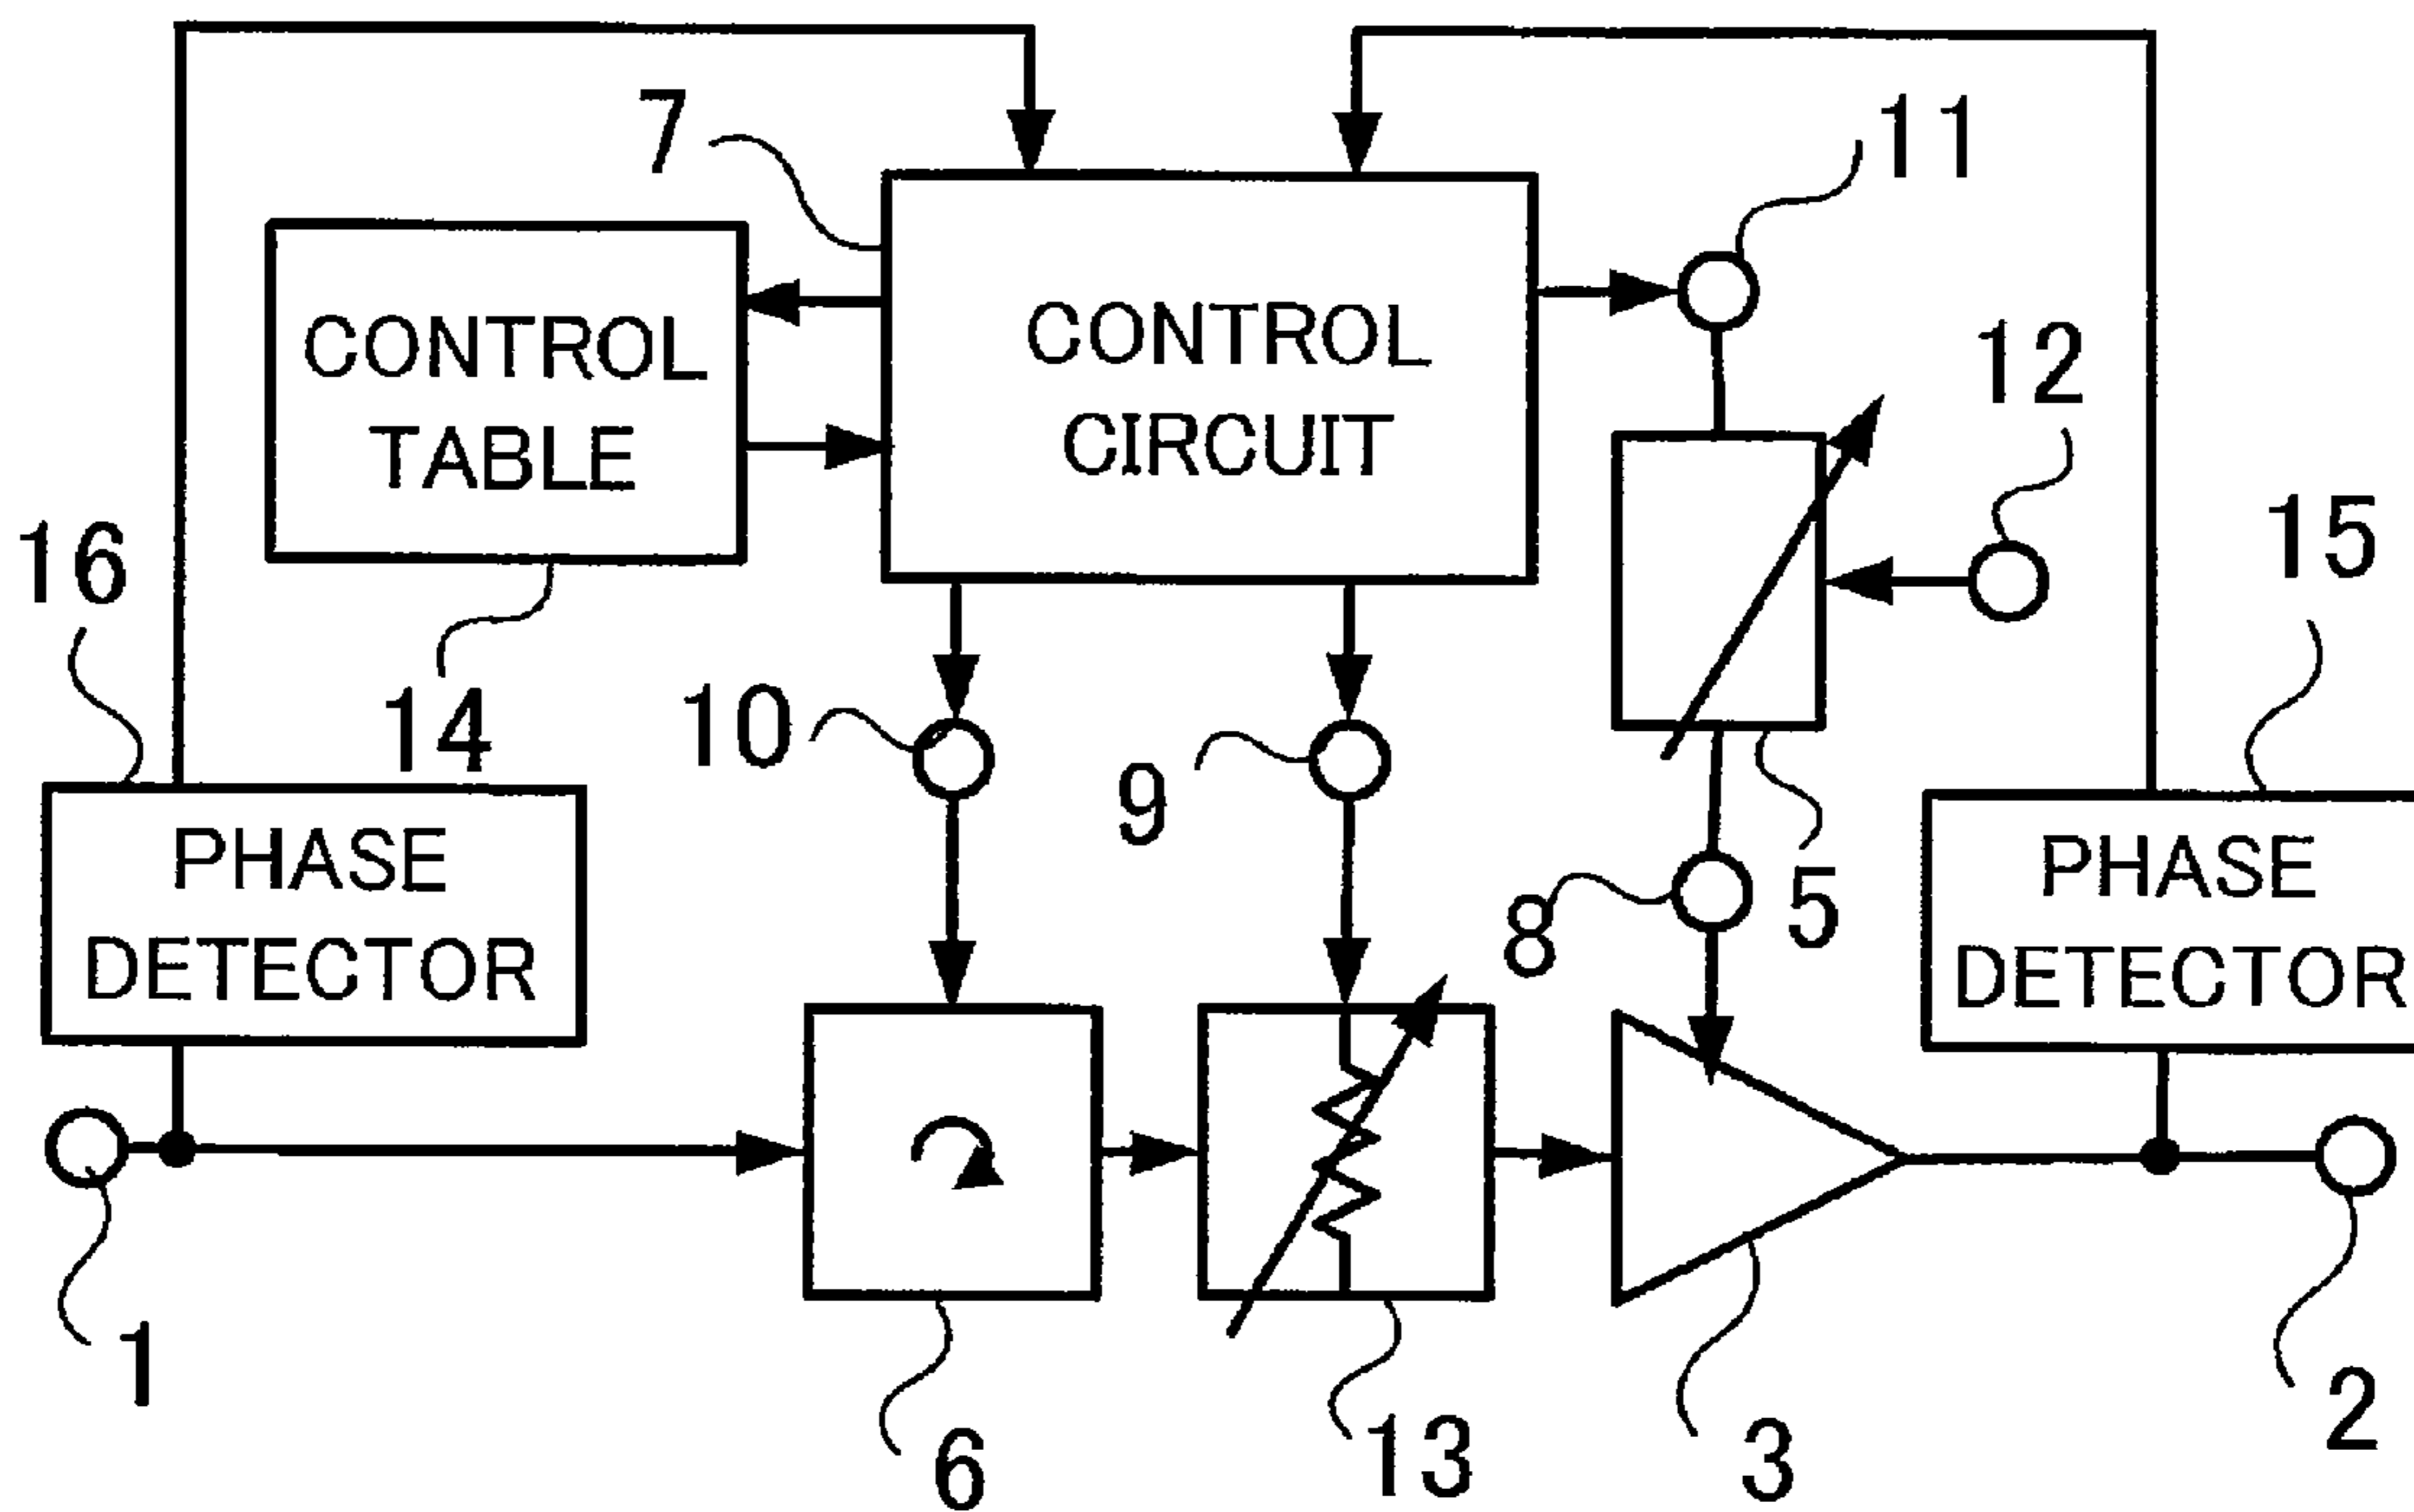 7
11
12
CONTROL
TABLE
CONTROL
CIRCUIT
16
15
14
10
9
8
5
PHASE
DETECTOR
PHASE
DETECTOR
1
6
13
3
2